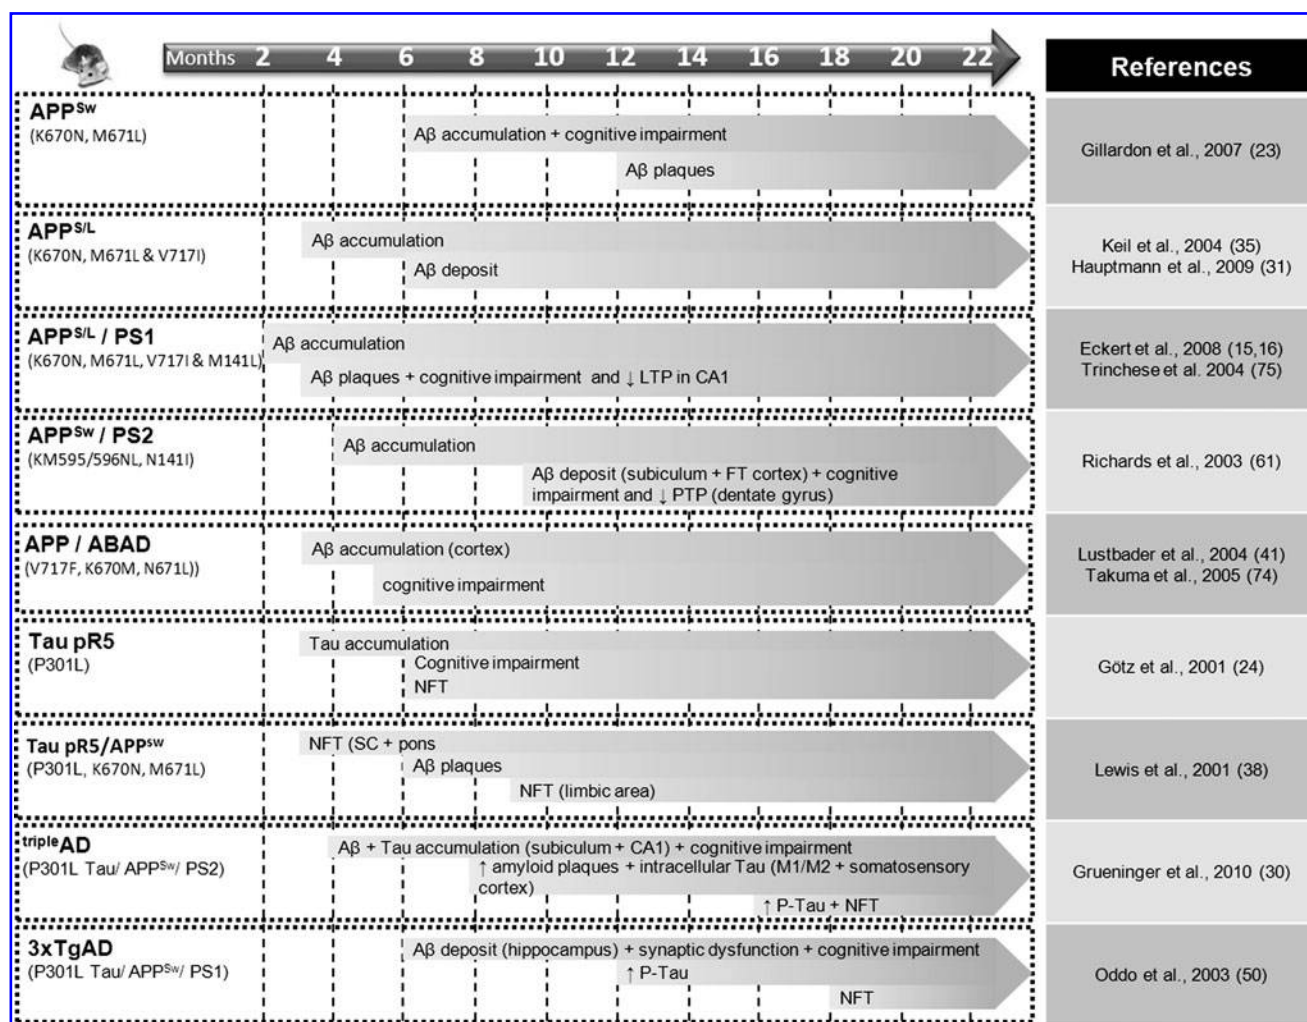 Months 2 4 6 8 10 12 14 16 18 20 22
References
APPSw
(K670N, M671L)
Aβ accumulation + cognitive impairment
Aβ plaques
Gillardon et al., 2007 (23)
APPS/L
(K670N, M671L & V717I)
Aβ accumulation
Aβ deposit
Keil et al., 2004 (35)
Hauptmann et al., 2009 (31)
APPS/L / PS1
(K670N, M671L, V717I & M141L)
Aβ accumulation
Aβ plaques + cognitive impairment and ↓ LTP in CA1
Eckert et al., 2008 (15,16)
Trinchese et al. 2004 (75)
APPSw / PS2
(KM595/596NL, N141I)
Aβ accumulation
Aβ deposit (subiculum + FT cortex) + cognitive
impairment and ↓ PTP (dentate gyrus)
Richards et al., 2003 (61)
APP / ABAD
(V717F, K670M, N671L))
Aβ accumulation (cortex)
cognitive impairment
Lustbader et al., 2004 (41)
Takuma et al., 2005 (74)
Tau pR5
(P301L)
Tau accumulation
Cognitive impairment
NFT
Götz et al., 2001 (24)
Tau pR5/APPsw
(P301L, K670N, M671L)
NFT (SC + pons
Aβ plaques
NFT (limbic area)
Lewis et al., 2001 (38)
tripleAD
(P301L Tau/ APPSw/ PS2)
Aβ + Tau accumulation (subiculum + CA1) + cognitive impairment
↑ amyloid plaques + intracellular Tau (M1/M2 + somatosensory
cortex)
↑ P-Tau + NFT
Grueninger et al., 2010 (30)
3xTgAD
(P301L Tau/ APPSw/ PS1)
Aβ deposit (hippocampus) + synaptic dysfunction + cognitive impairment
↑ P-Tau
NFT
Oddo et al., 2003 (50)